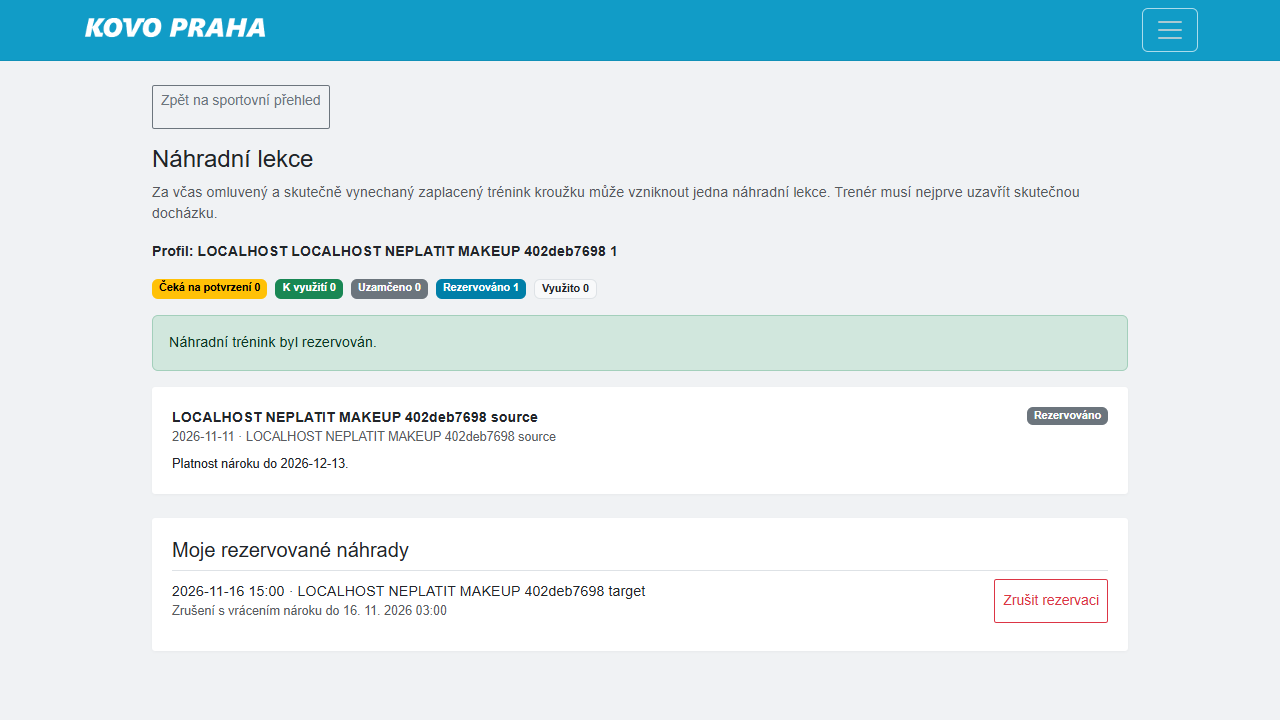 KOVO PRAHA
Zpět na sportovní přehled
Náhradní lekce
Za včas omluvený a skutečně vynechaný zaplacený trénink kroužku může vzniknout jedna náhradní lekce. Trenér musí nejprve uzavřít skutečnou
docházku.
Profil: LOCALHOST LOCALHOST NEPLATIT MAKEUP 402deb7698 1
Čeká na potvrzení 0 K využití 0 Uzamčeno 0 Rezervováno 1 Využito 0
Náhradní trénink byl rezervován.
LOCALHOST NEPLATIT MAKEUP 402deb7698 source Rezervováno
2026-11-11 · LOCALHOST NEPLATIT MAKEUP 402deb7698 source
Platnost nároku do 2026-12-13.
Moje rezervované náhrady
2026-11-16 15:00 · LOCALHOST NEPLATIT MAKEUP 402deb7698 target
Zrušit rezervaci
Zrušení s vrácením nároku do 16. 11. 2026 03:00